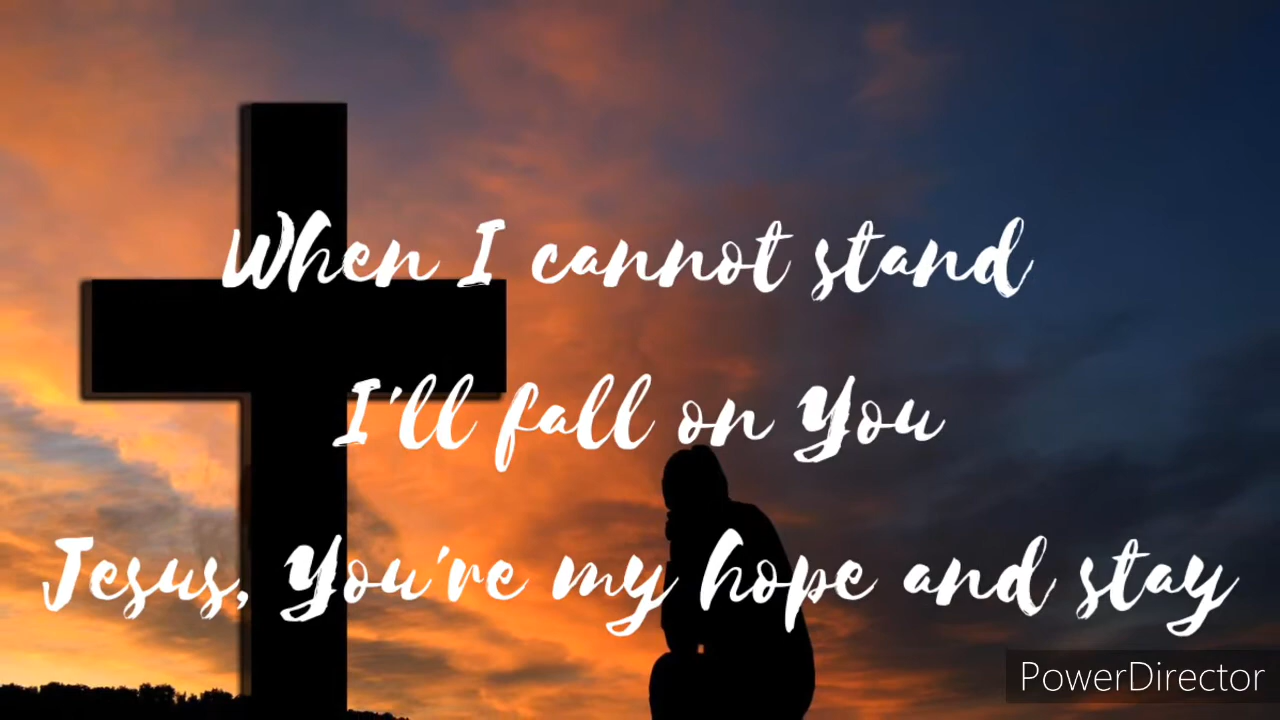 When I cannot stand
I'll fall on You
Jesus, You're my hope and stay
PowerDirector